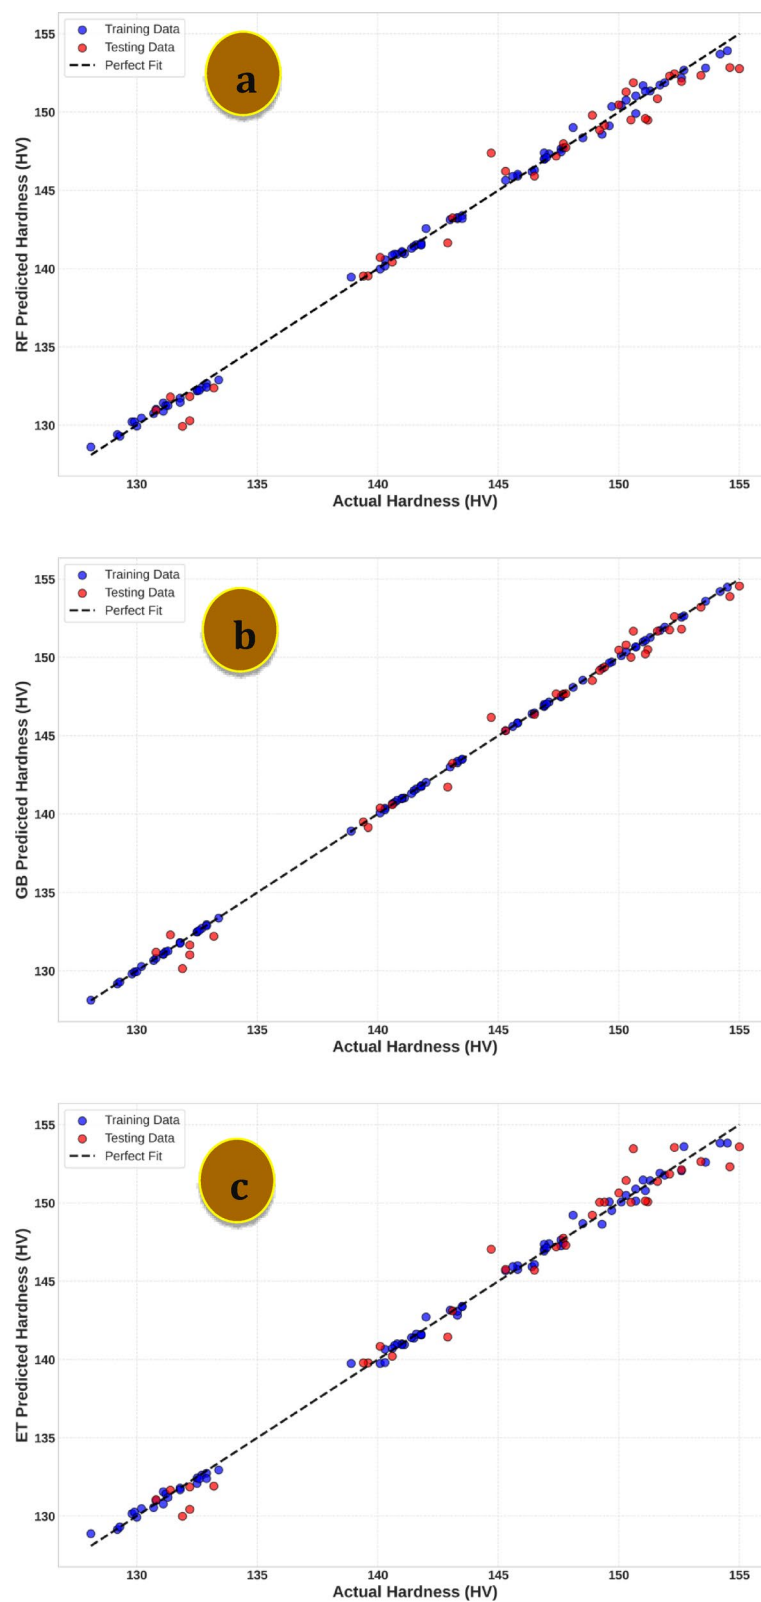 155
150
145
140
135
130
RF Predicted Hardness (HV)
Training Data
Testing Data
Perfect Fit
a
130 135 140 145 150 155
Actual Hardness (HV)
155
150
145
140
135
130
GB Predicted Hardness (HV)
Training Data
Testing Data
Perfect Fit
b
130 135 140 145 150 155
Actual Hardness (HV)
155
150
145
140
135
130
ET Predicted Hardness (HV)
Training Data
Testing Data
Perfect Fit
c
130 135 140 145 150 155
Actual Hardness (HV)